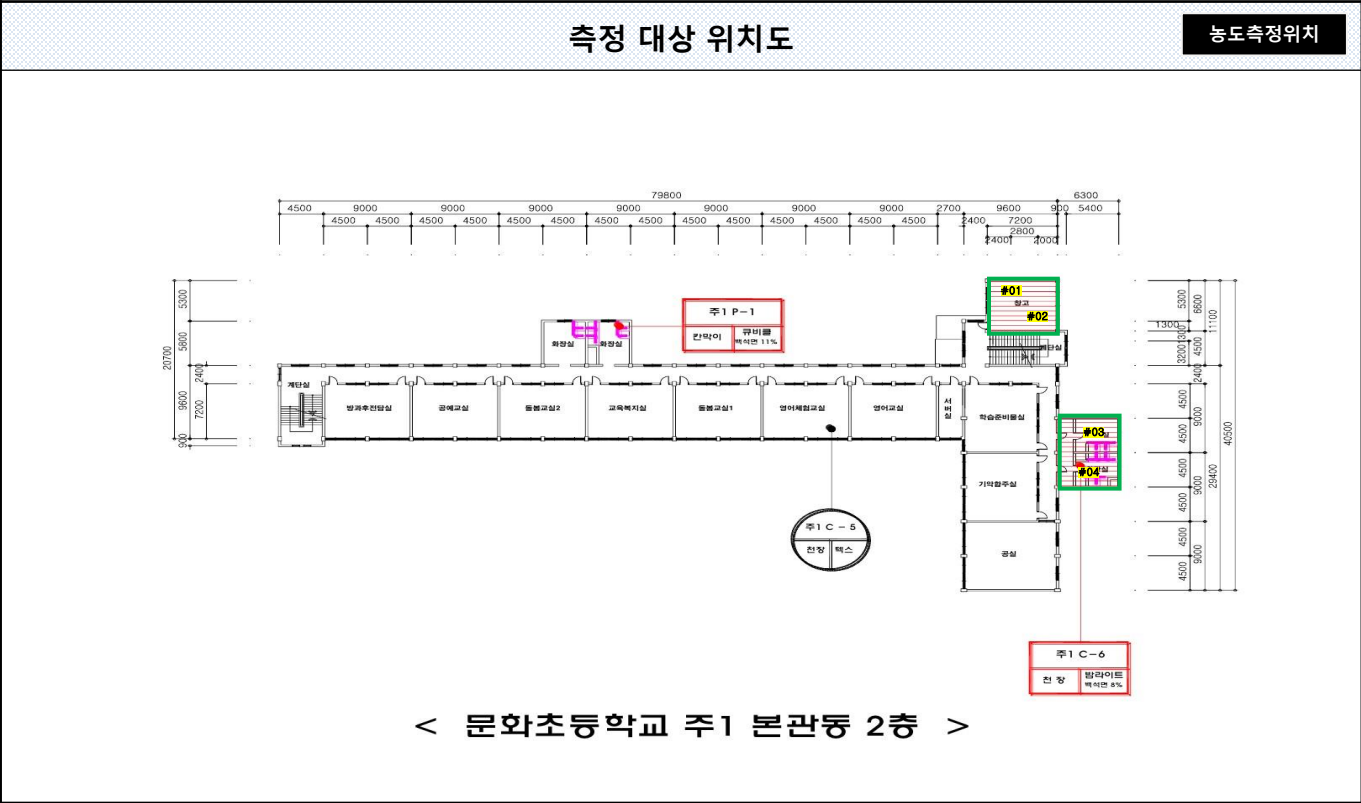 측정 대상 위치도
농도측정위치
79800
6300
4500 9000 9000 9000 9000 9000 9000 9000 2700 9600 900 5400
4500 4500 4500 4500 4500 4500 4500 4500 4500 4500 4500 4500 4500 4500 2400 7200
2800
2400 2000
20700
5300
5800
2400
9600
7200
900
#01
창고
#02
계단실
5300
6600
11100
1300
1300
3200
4500
2400
주1 P-1
칸막이
큐비클
백석면 11%
화장실
화장실
계단실
방과후전담실
공예교실
돌봄교실2
교육복지실
돌봄교실1
영어체험교실
영어교실
서버실
학습준비물실
#03
#04
기악합주실
공실
4500
4500
4500
4500
4500
4500
9000
9000
9000
29400
40500
주1 C - 5
천장
텍스
주1 C-6
천 장
밤라이트
백석면 8%
< 문화초등학교 주1 본관동 2층 >